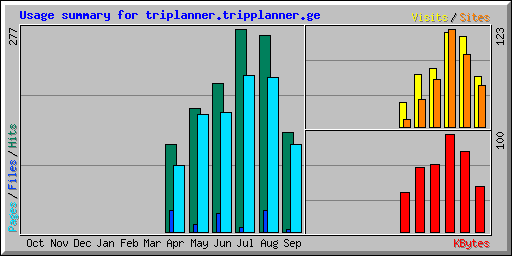 Usage summary for triplanner.tripplanner.ge
Visits/Sites
277
123
Pages/Files/Hits
100
Oct Nov Dec Jan Feb Mar Apr May Jun Jul Aug Sep
KBytes